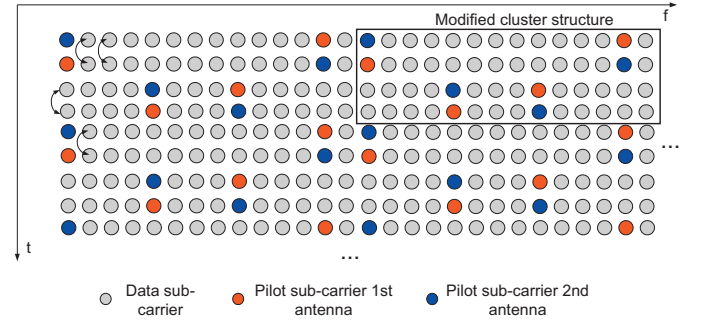 Modified cluster structure
f
...
t
...
Data sub-
carrier
Pilot sub-carrier 1st
antenna
Pilot sub-carrier 2nd
antenna